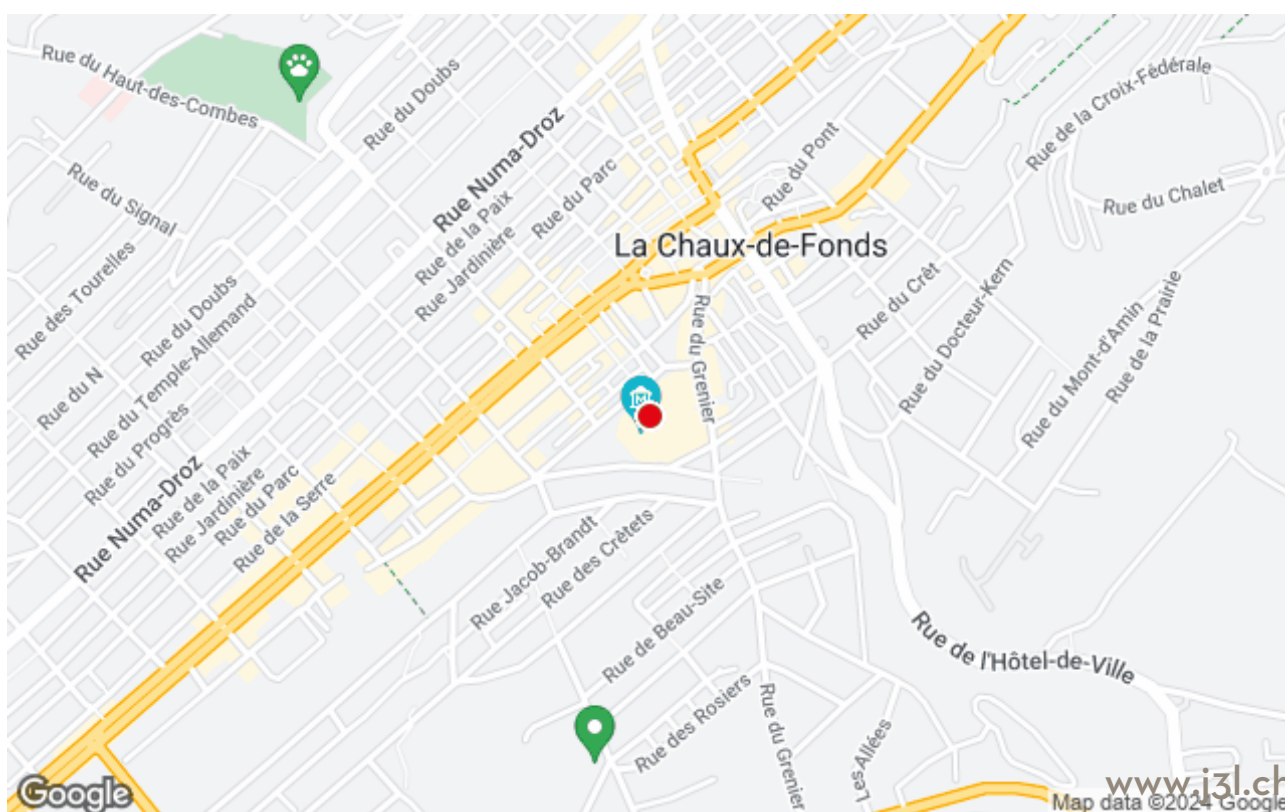 Rue du Haut-des-Combes
Rue du Doubs
Rue Numa-Droz
Rue du Parc
Rue du Pont
Rue de la Croix-Fédérale
Rue du Signal
Rue de la Paix
Rue Jardinière
La Chaux-de-Fonds
Rue du Chalet
Rue des Tourelles
Rue du Doubs
Rue du Temple-Allemand
Rue du Crêt
Rue du Docteur-Kern
Rue du Mont-d'Amin
Rue de la Prairie
Rue du Grenier
Rue du N
Rue du Progrès
M
Rue Numa-Droz
Rue de la Paix
Rue Jardinière
Rue du Parc
Rue de la Serre
Rue Jacob-Brandt
Rue des Crêtets
Rue de Beau-Site
Rue de l'Hôtel-de-Ville
Rue des Rosiers
Rue du Grenier
Les Allées
Google
www.j3l.ch